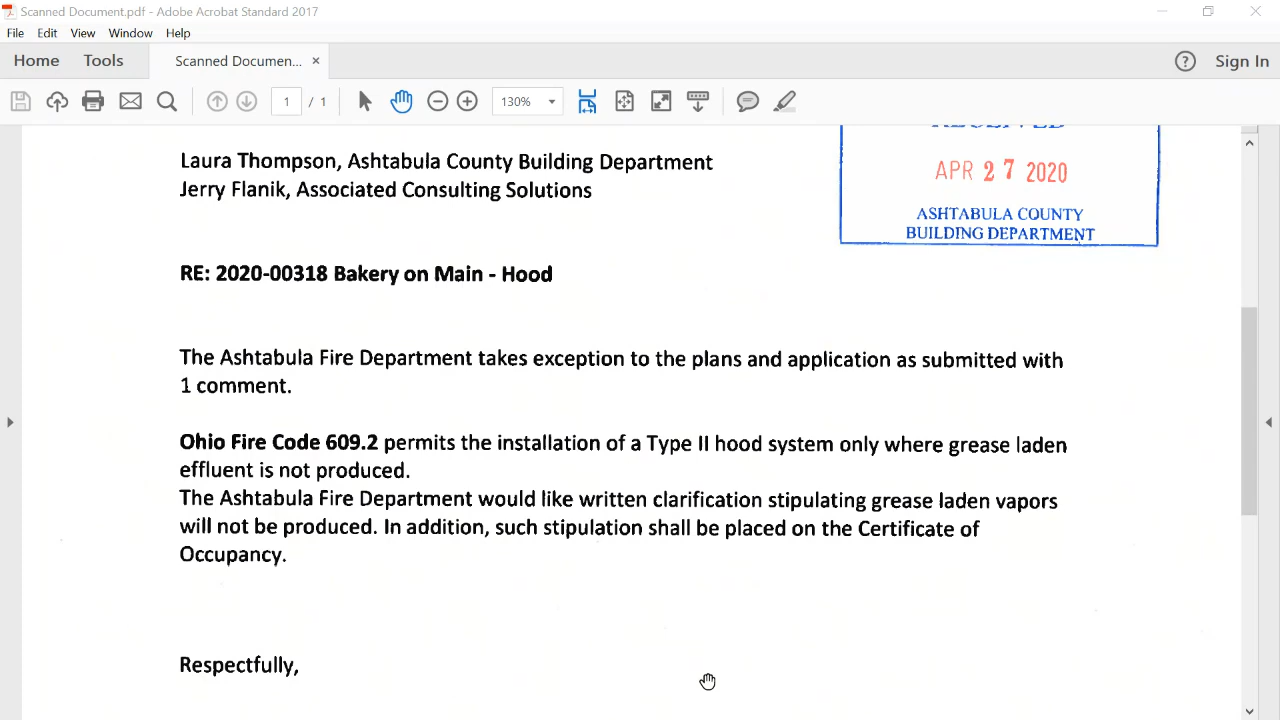 Scanned Document.pdf - Adobe Acrobat Standard 2017
File Edit View Window Help
Home Tools Scanned Documen... × ? Sign In
1 / 1 130%
RECEIVED
Laura Thompson, Ashtabula County Building Department
Jerry Flanik, Associated Consulting Solutions
APR 27 2020
ASHTABULA COUNTY
BUILDING DEPARTMENT
RE: 2020-00318 Bakery on Main - Hood
The Ashtabula Fire Department takes exception to the plans and application as submitted with
1 comment.
Ohio Fire Code 609.2 permits the installation of a Type II hood system only where grease laden
effluent is not produced.
The Ashtabula Fire Department would like written clarification stipulating grease laden vapors
will not be produced. In addition, such stipulation shall be placed on the Certificate of
Occupancy.
Respectfully,